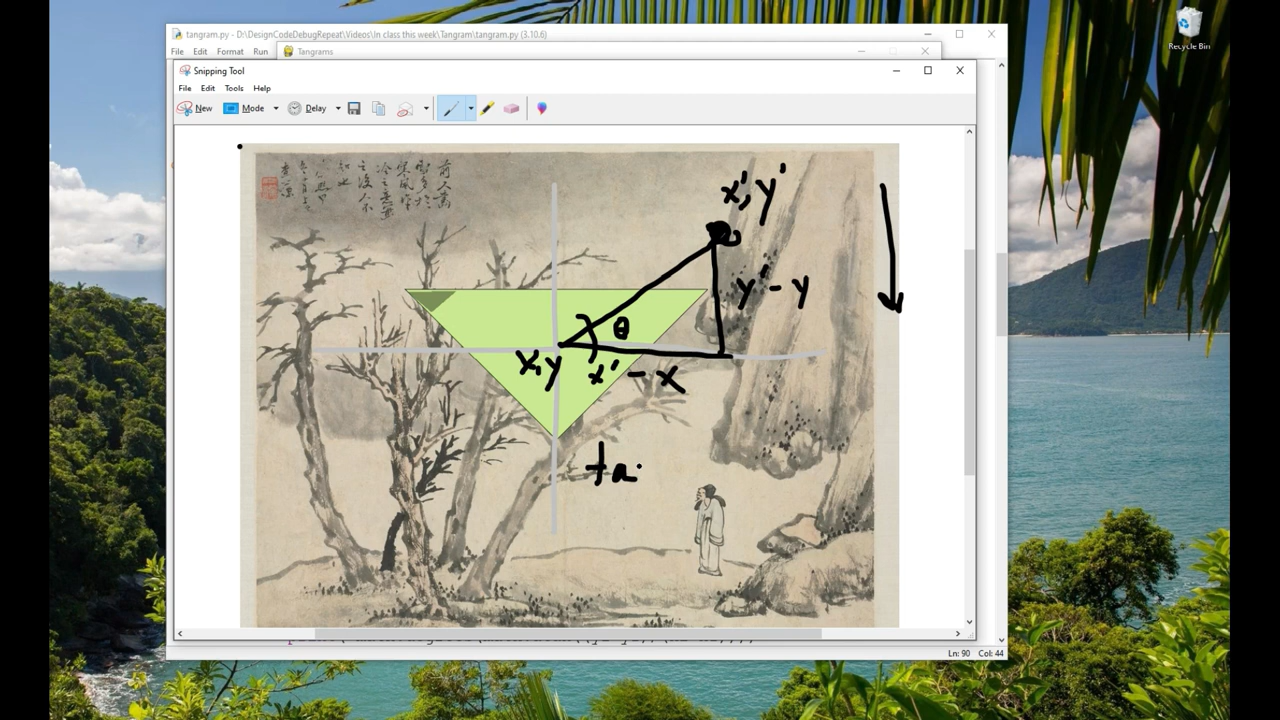 tangram.py - D:\DesignCodeDebugRepeat\Videos\In class this week\Tangram\tangram.py (3.10.6)
Recycle Bin
File Edit Format Run
Tangrams
Snipping Tool
File Edit Tools Help
New Mode Delay
x', y'
y' - y
θ
x, y
x' - x
ta
Ln: 90 Col: 44